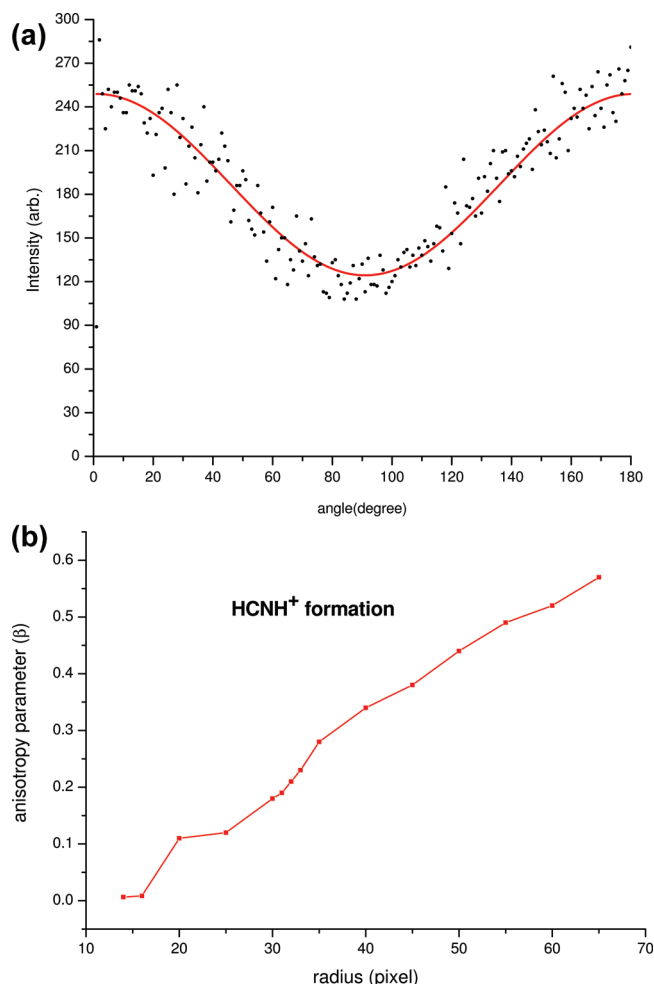 (a)
300
270
240
210
180
150
120
90
60
30
0
Intensity (arb.)
0 20 40 60 80 100 120 140 160 180
angle(degree)
(b)
0.6
0.5
0.4
0.3
0.2
0.1
0.0
anisotropy parameter (β)
HCNH⁺ formation
10 20 30 40 50 60 70
radius (pixel)